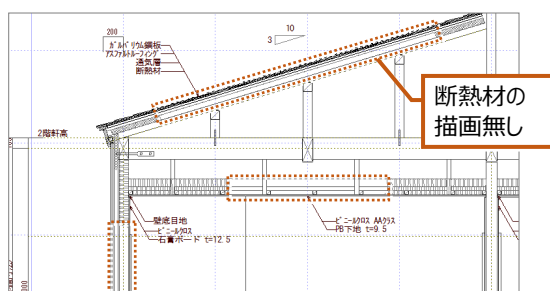 200
ガルバリウム鋼板
アスファルトルーフィング
通気層
断熱材
10
3
断熱材の
描画無し
2階軒高
壁底目地
ビニールクロス
石膏ボード t=12.5
ビニールクロス AAクラス
PB下地 t=9.5
300